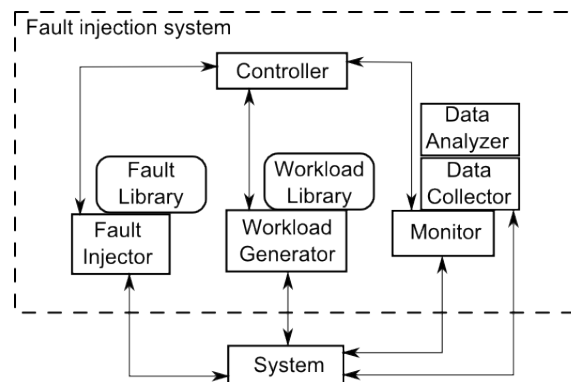 Fault injection system
Controller
Data
Analyzer
Fault
Library
Workload
Library
Data
Collector
Fault
Injector
Workload
Generator
Monitor
System